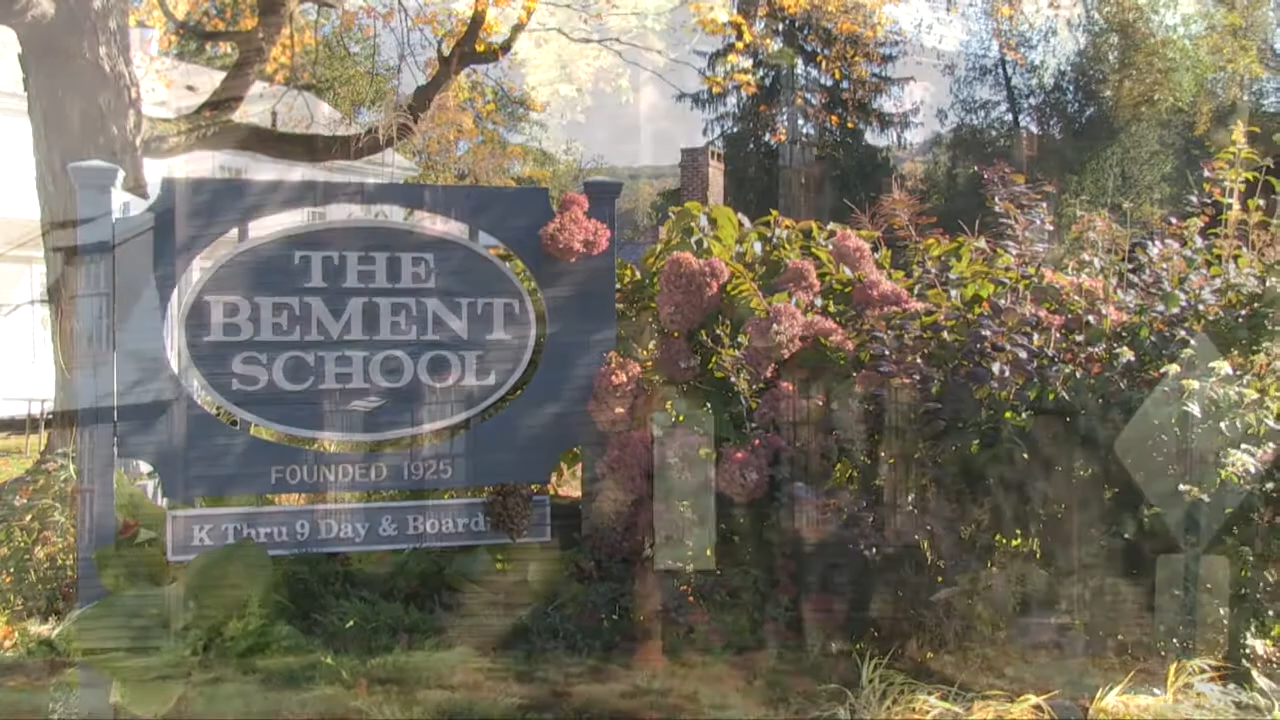 THE
BEMENT
SCHOOL
FOUNDED 1925
K Thru 9 Day & Board